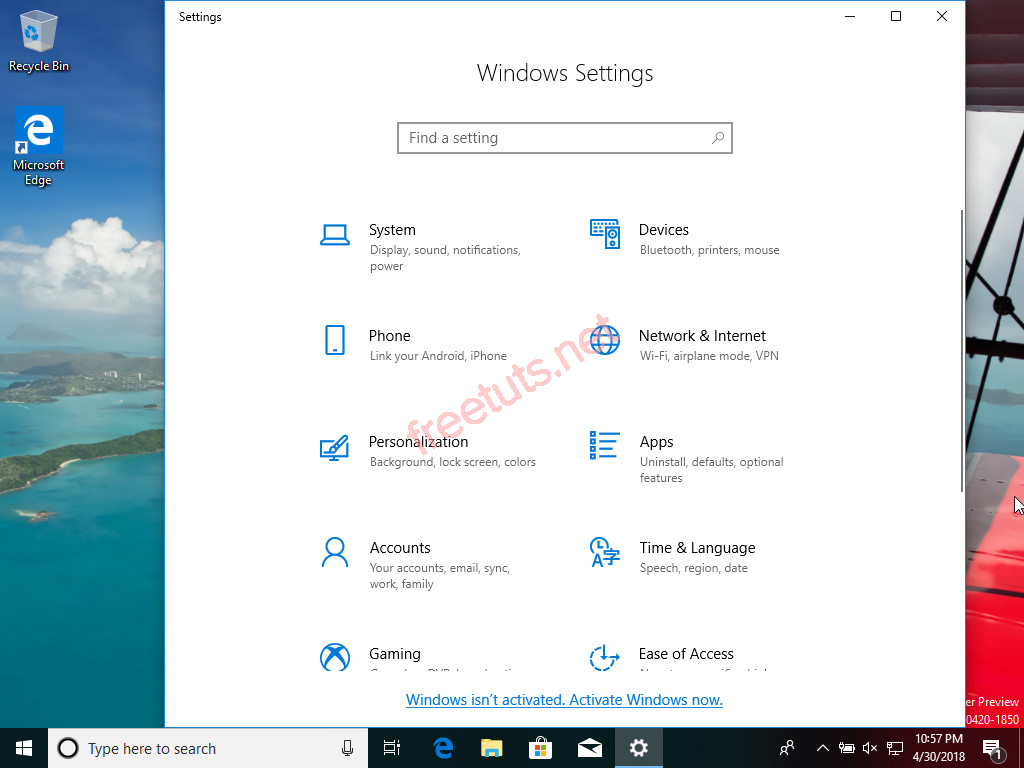 Recycle Bin
Microsoft
Edge
Settings
Windows Settings
Find a setting
System
Display, sound, notifications,
power
Devices
Bluetooth, printers, mouse
Phone
Link your Android, iPhone
Network & Internet
Wi-Fi, airplane mode, VPN
freetuts.net
Personalization
Background, lock screen, colors
Apps
Uninstall, defaults, optional
features
Accounts
Your accounts, email, sync,
work, family
Time & Language
Speech, region, date
Gaming
Ease of Access
Windows isn't activated. Activate Windows now.
er Preview
0420-1850
Type here to search
10:57 PM
4/30/2018
1